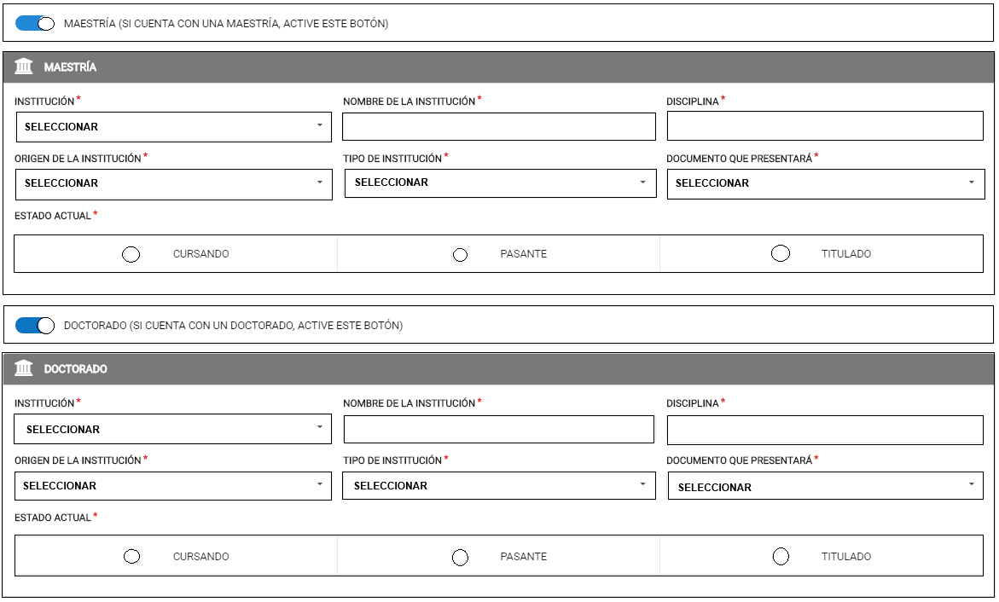 MAESTRÍA (SI CUENTA CON UNA MAESTRÍA, ACTIVE ESTE BOTÓN)
MAESTRÍA
INSTITUCIÓN * NOMBRE DE LA INSTITUCIÓN * DISCIPLINA *
SELECCIONAR
ORIGEN DE LA INSTITUCIÓN * TIPO DE INSTITUCIÓN * DOCUMENTO QUE PRESENTARÁ *
SELECCIONAR SELECCIONAR SELECCIONAR
ESTADO ACTUAL *
CURSANDO PASANTE TITULADO
DOCTORADO (SI CUENTA CON UN DOCTORADO, ACTIVE ESTE BOTÓN)
DOCTORADO
INSTITUCIÓN * NOMBRE DE LA INSTITUCIÓN * DISCIPLINA *
SELECCIONAR
ORIGEN DE LA INSTITUCIÓN * TIPO DE INSTITUCIÓN * DOCUMENTO QUE PRESENTARÁ *
SELECCIONAR SELECCIONAR SELECCIONAR
ESTADO ACTUAL *
CURSANDO PASANTE TITULADO